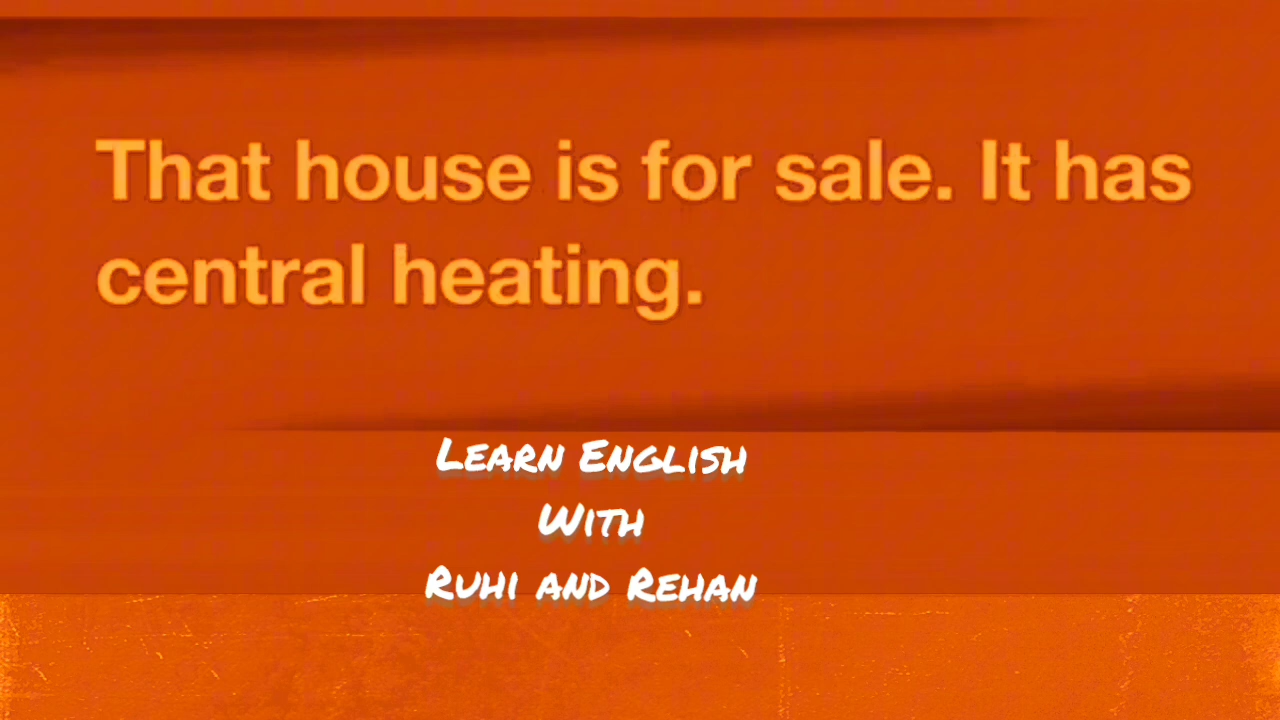 That house is for sale. It has
central heating.
Learn English
With
Ruhi and Rehan